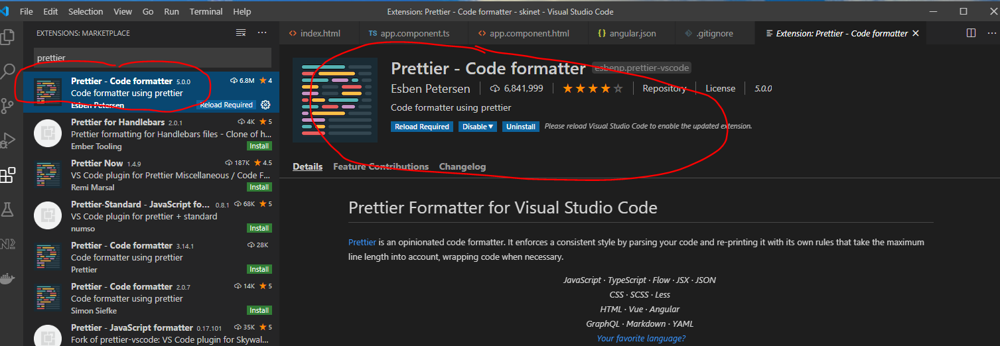 File Edit Selection View Go Run Terminal Help Extension: Prettier - Code formatter - skinet - Visual Studio Code
EXTENSIONS: MARKETPLACE
prettier
Prettier - Code formatter 5.0.0 6.8M 4
Code formatter using prettier
Esben Petersen Reload Required
Prettier for Handlebars 2.0.1 4K 5
Prettier formatting for Handlebars files - Clone of h...
Ember Tooling Install
Prettier Now 1.4.9 187K 4.5
VS Code plugin for Prettier Miscellaneous / Code F...
Remi Marsal Install
Prettier-Standard - JavaScript fo... 0.8.1 68K 5
VS Code plugin for prettier + standard
numso Install
Prettier - Code formatter 3.14.1 28K
Code formatter using prettier
Prettier Install
Prettier - Code formatter 2.0.7 14K 5
Code formatter using prettier
Simon Siefke Install
Prettier - JavaScript formatter 0.17.101 35K 5
Fork of prettier-vscode: VS Code plugin for Skywal...
index.html TS app.component.ts app.component.html {} angular.json .gitignore Extension: Prettier - Code formatter
Prettier - Code formatter esbenp.prettier-vscode
Esben Petersen 6,841,999 Repository License 5.0.0
Code formatter using prettier
Reload Required Disable Uninstall Please reload Visual Studio Code to enable the updated extension.
Details Feature Contributions Changelog
Prettier Formatter for Visual Studio Code
Prettier is an opinionated code formatter. It enforces a consistent style by parsing your code and re-printing it with its own rules that take the maximum
line length into account, wrapping code when necessary.
JavaScript · TypeScript · Flow · JSX · JSON
CSS · SCSS · Less
HTML · Vue · Angular
GraphQL · Markdown · YAML
Your favorite language?